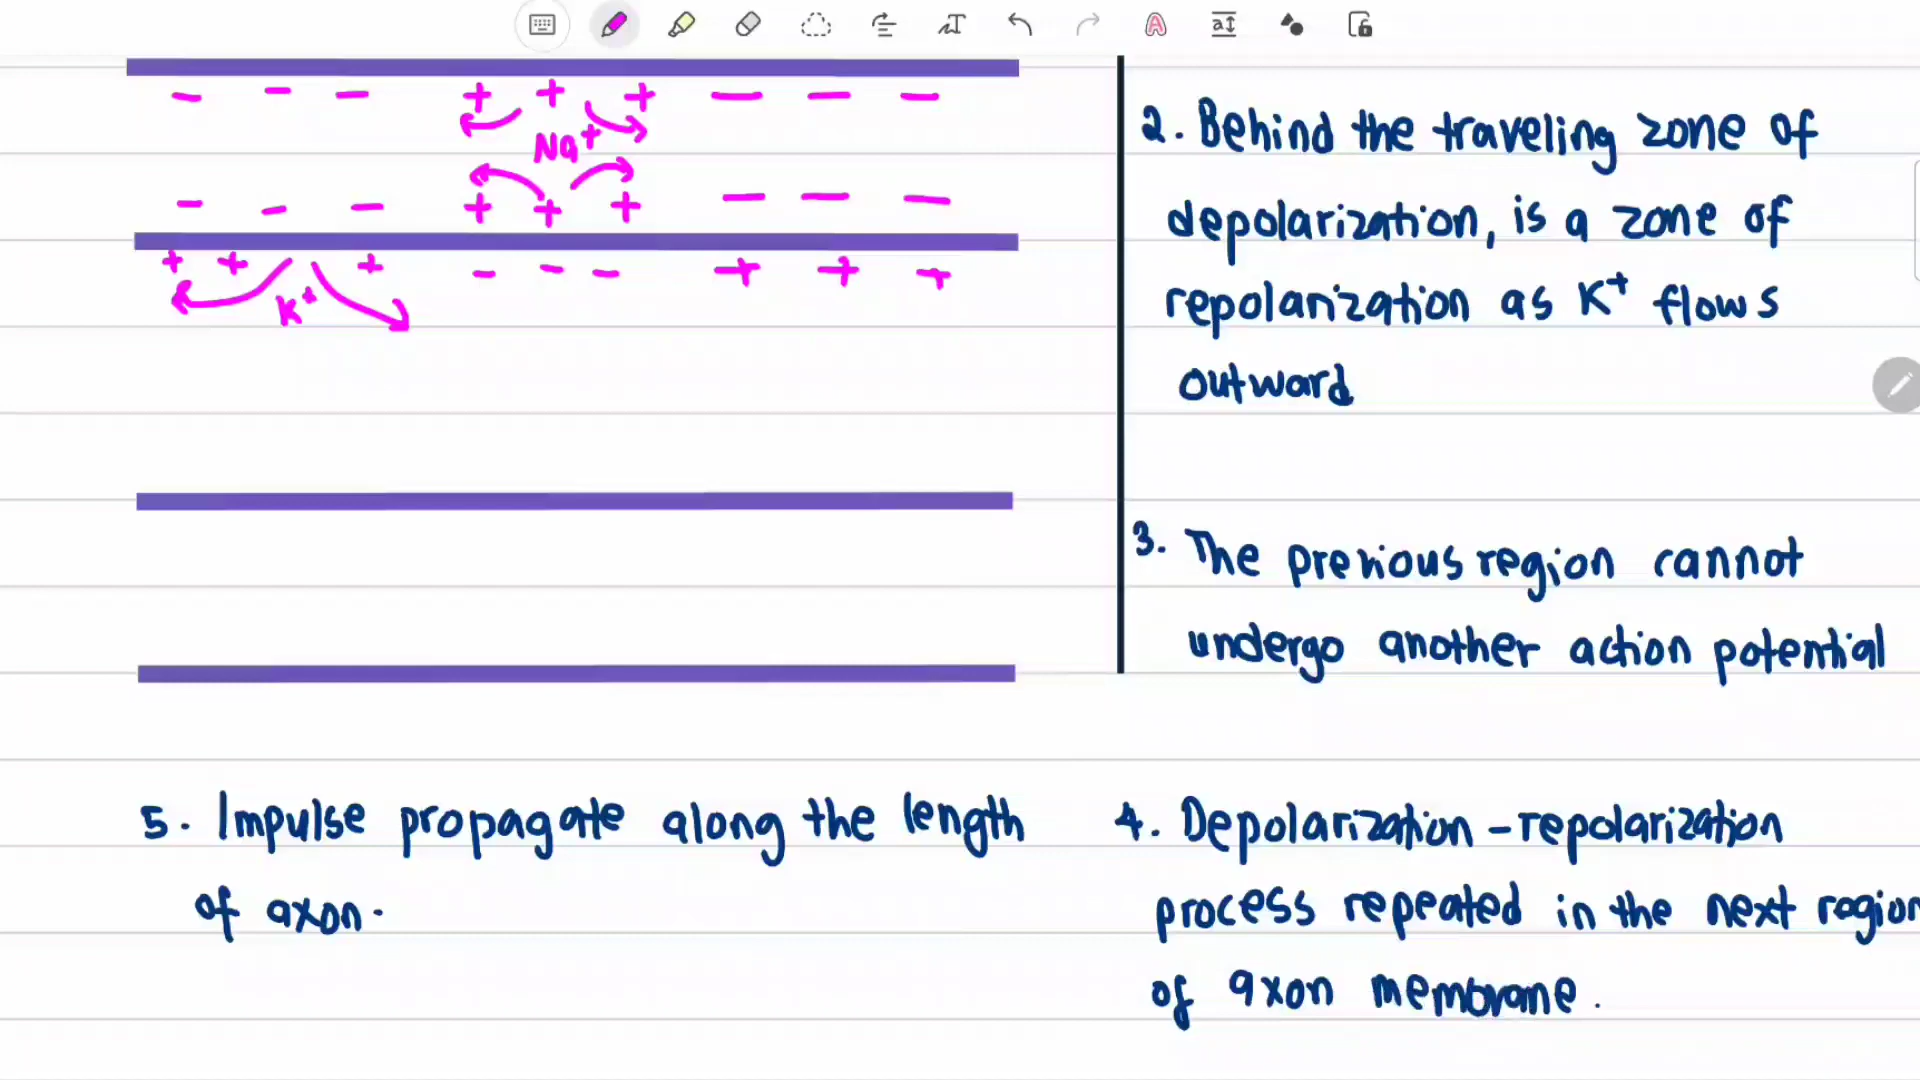 - - - + + + - - -
Na+
- - - + + + - - -
+ + + - - - + + +
K+
2. Behind the traveling zone of
depolarization, is a zone of
repolarization as K+ flows
outward
3. The previous region cannot
undergo another action potential
5. Impulse propagate along the length
of axon.
4. Depolarization-repolarization
process repeated in the next region
of axon membrane.